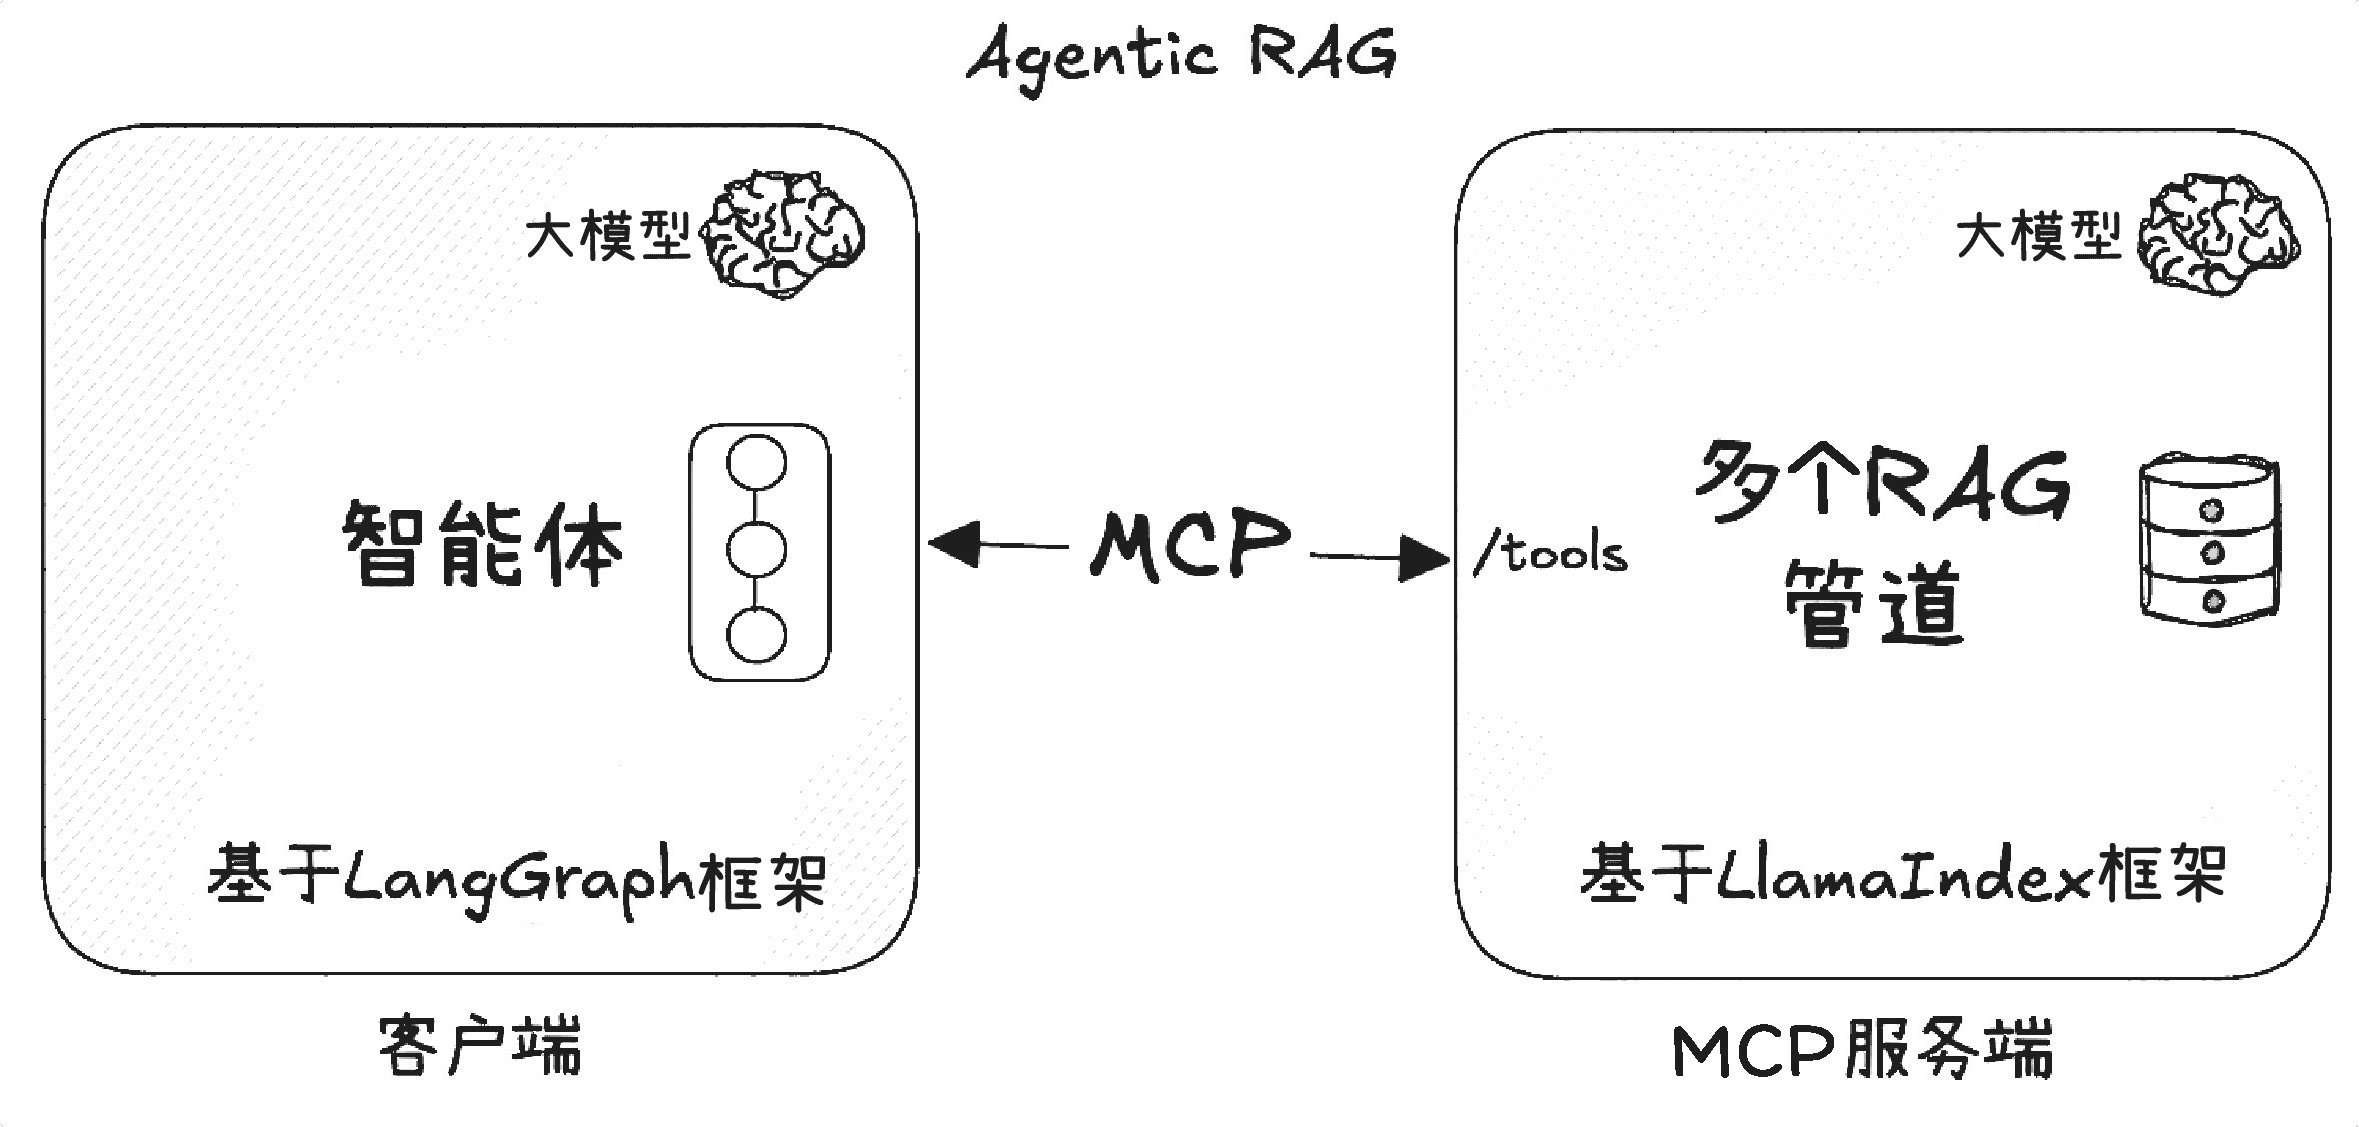 Agentic RAG
大模型
智能体
基于LangGraph框架
客户端
MCP
/tools
大模型
多个RAG
管道
基于LlamaIndex框架
MCP服务端